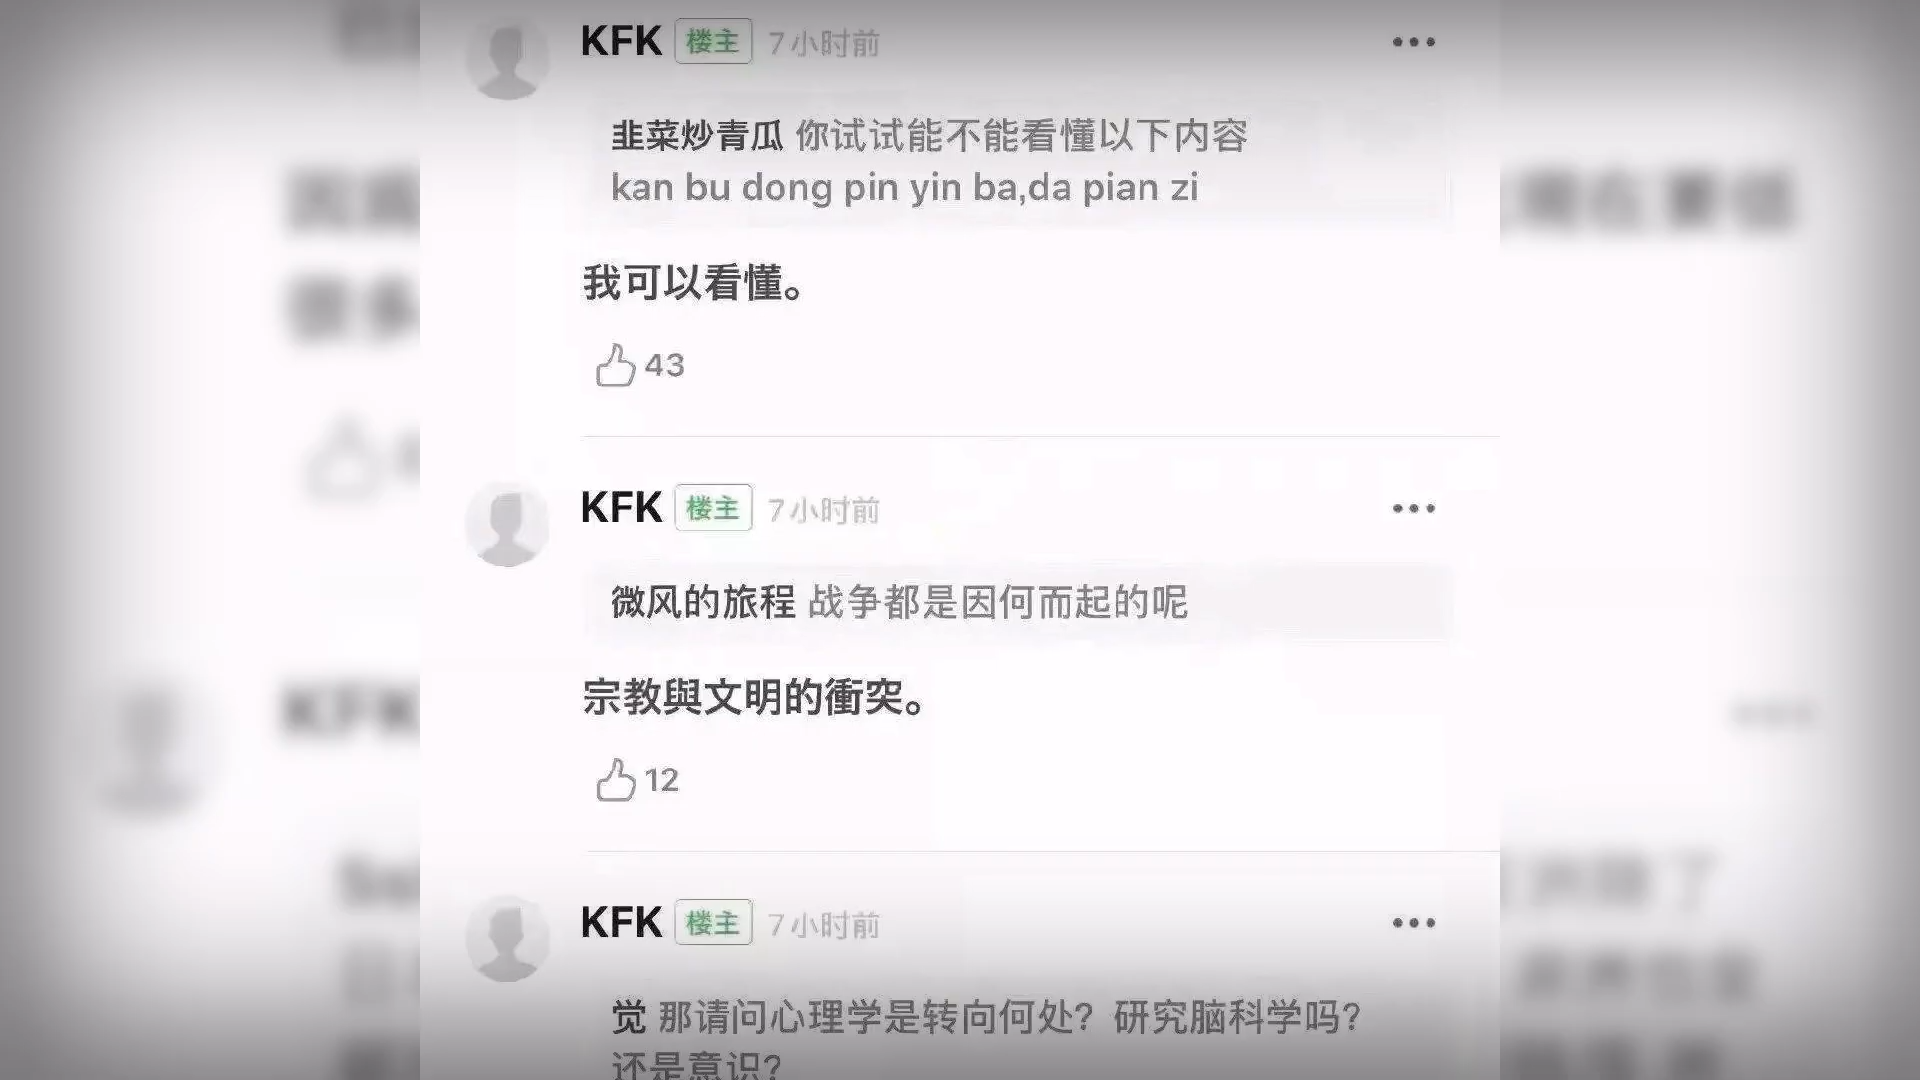 KFK 楼主 7小时前
韭菜炒青瓜 你试试能不能看懂以下内容
kan bu dong pin yin ba,da pian zi
我可以看懂。
43
KFK 楼主 7小时前
微风的旅程 战争都是因何而起的呢
宗教與文明的衝突。
12
KFK 楼主 7小时前
觉 那请问心理学是转向何处？研究脑科学吗？
还是意识？